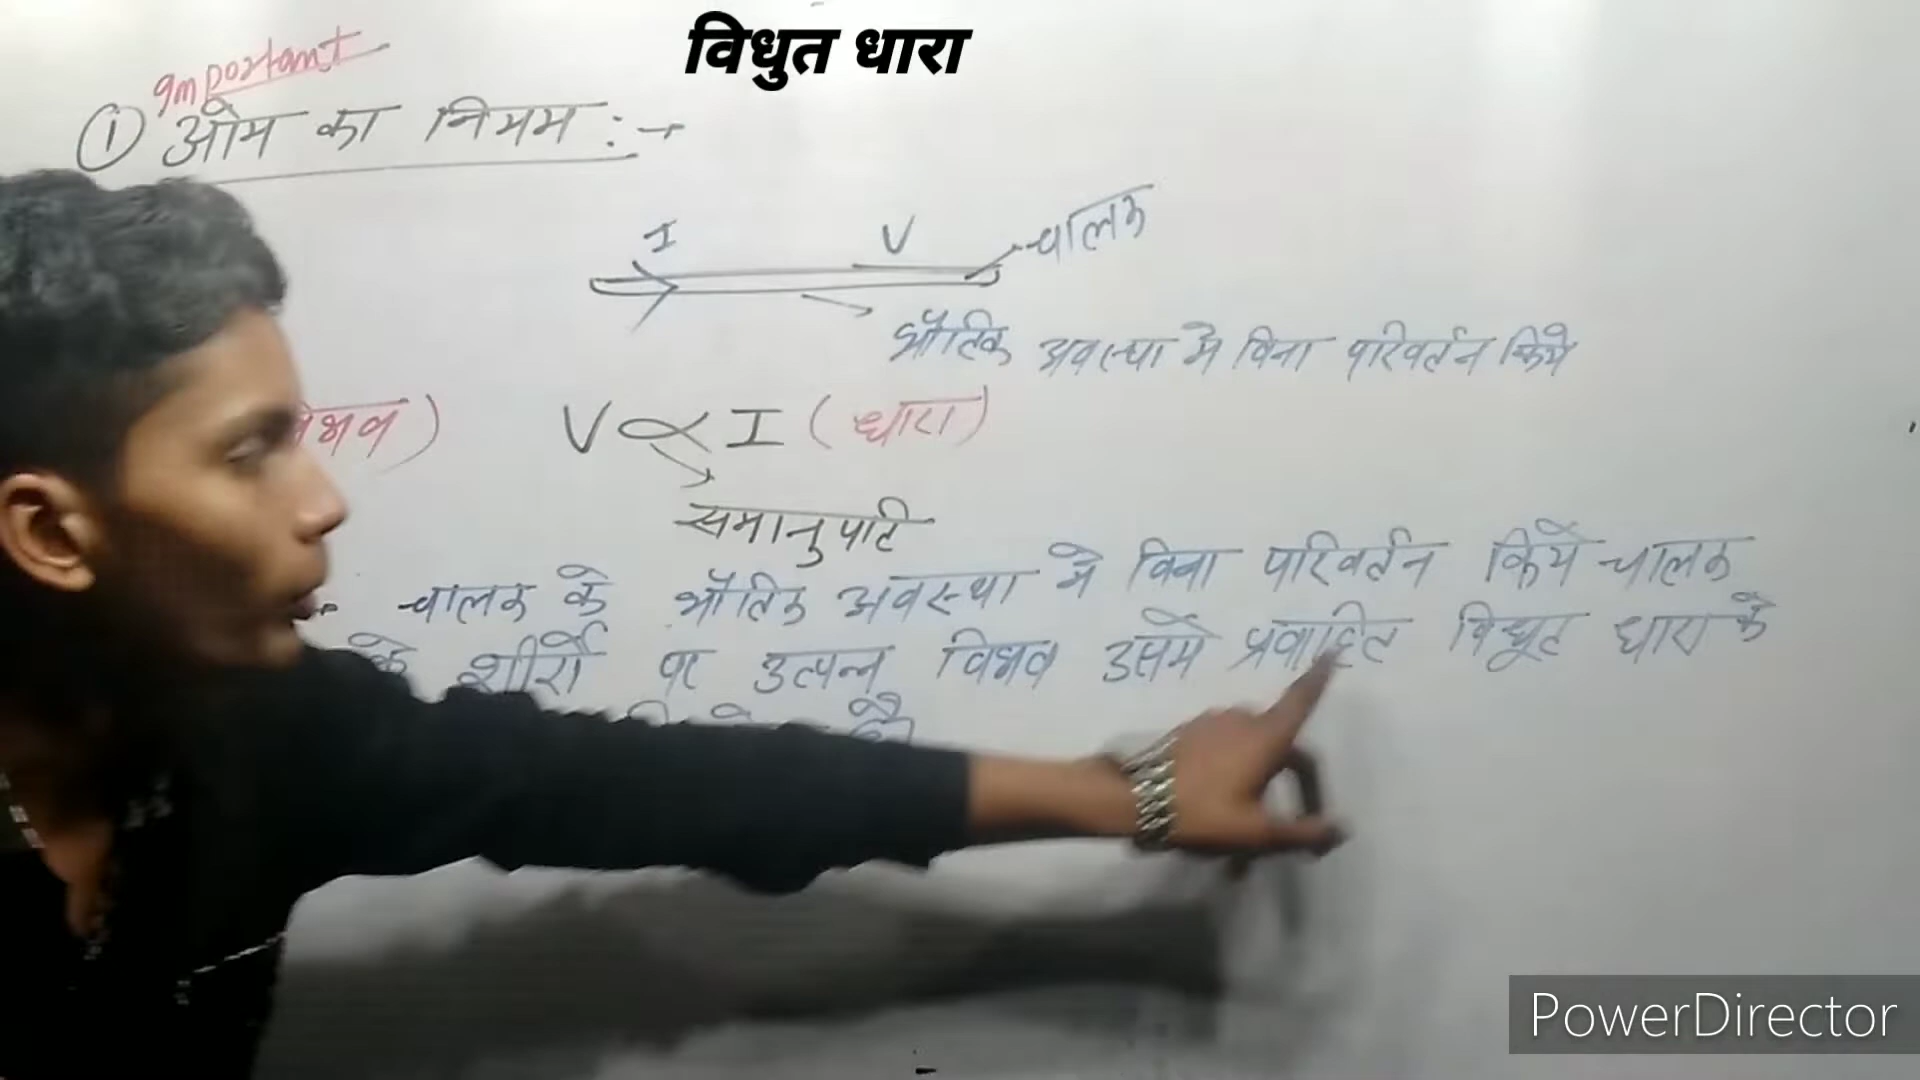 विधुत धारा
Important
① ओम का नियम :→
I V चालक
भौतिक अवस्था मे विना परिवर्तन किये
V ∝ I ( धारा )
समानुपाति
चालक के भौतिक अवस्था मे विना परिवर्तन किये चालक
के शीर्रो पर उत्पन्न विभव उसमे प्रवाहित विधूत धारा के
है
PowerDirector